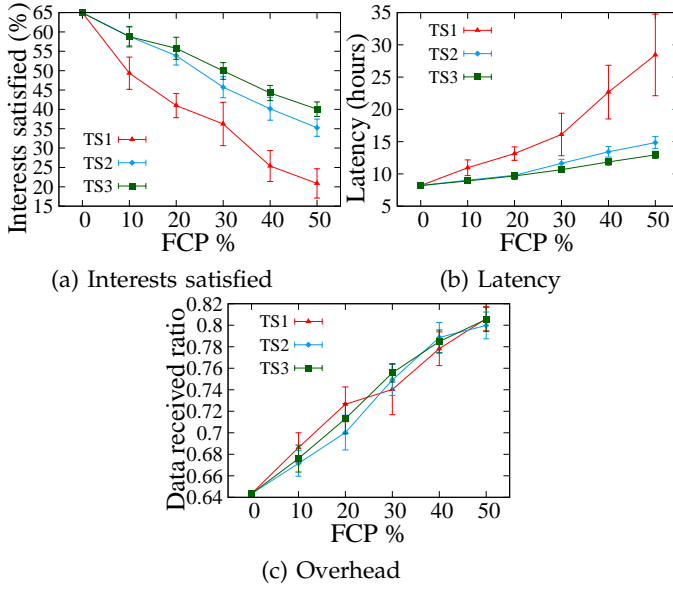 Interests satisfied (%)
65
60
55
50
45
40
35
30
25
20
15
TS1
TS2
TS3
0 10 20 30 40 50
FCP %
(a) Interests satisfied
Latency (hours)
35
30
25
20
15
10
5
TS1
TS2
TS3
0 10 20 30 40 50
FCP %
(b) Latency
Data received ratio
0.82
0.8
0.78
0.76
0.74
0.72
0.7
0.68
0.66
0.64
TS1
TS2
TS3
0 10 20 30 40 50
FCP %
(c) Overhead